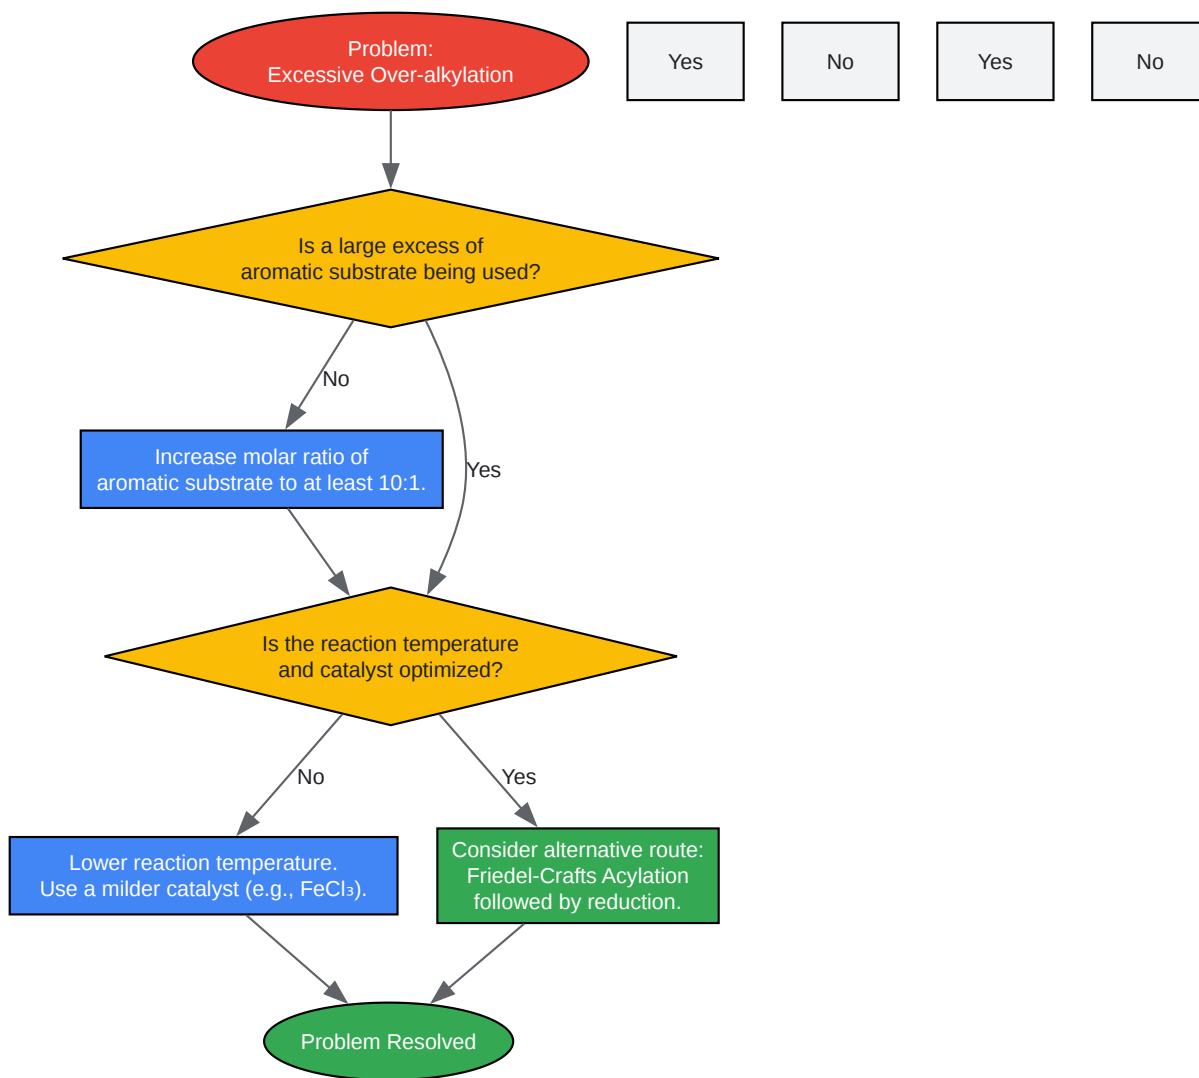 Problem:
Excessive Over-alkylation
Yes
No
Yes
No
Is a large excess of
aromatic substrate being used?
No
Increase molar ratio of
aromatic substrate to at least 10:1.
Yes
Is the reaction temperature
and catalyst optimized?
No
Yes
Lower reaction temperature.
Use a milder catalyst (e.g., FeCl₃).
Consider alternative route:
Friedel-Crafts Acylation
followed by reduction.
Problem Resolved